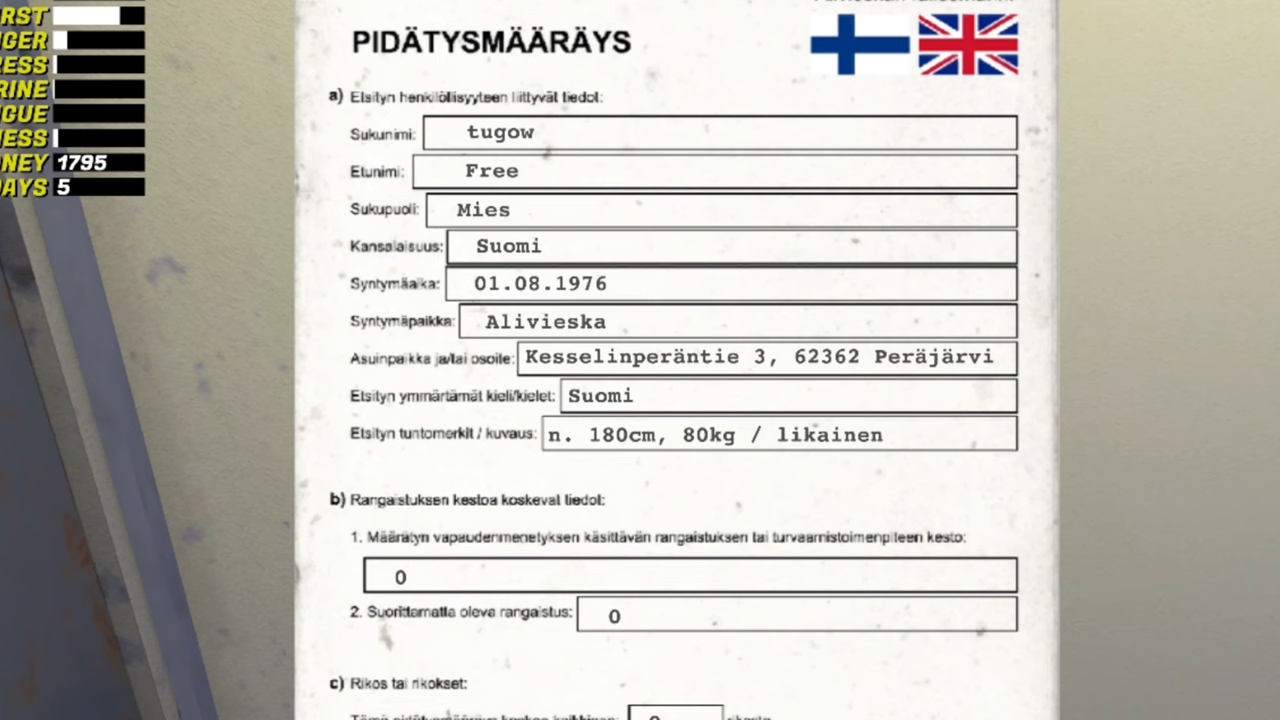 PIDÄTYSMÄÄRÄYS
a) Etsityn henkilöllisyyteen liittyvät tiedot:
Sukunimi: tugow
Etunimi: Free
Sukupuoli: Mies
Kansalaisuus: Suomi
Syntymäaika: 01.08.1976
Syntymäpaikka: Alivieska
Asuinpaikka ja/tai osoite: Kesselinperäntie 3, 62362 Peräjärvi
Etsityn ymmärtämät kieli/kielet: Suomi
Etsityn tuntomerkit / kuvaus: n. 180cm, 80kg / likainen
b) Rangaistuksen kestoa koskevat tiedot:
1. Määrätyn vapaudenmenetyksen käsittävän rangaistuksen tai turvaamistoimenpiteen kesto:
0
2. Suorittamatta oleva rangaistus: 0
c) Rikos tai rikokset:
RST
GER
RESS
RINE
GUE
NESS
NEY 1795
DAYS 5